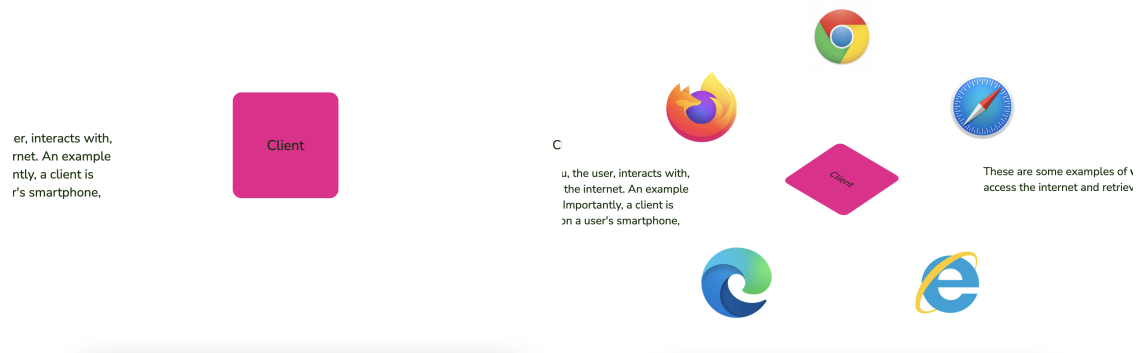 er, interacts with,
rnet. An example
ntly, a client is
r's smartphone,
Client
Cl
u, the user, interacts with,
the internet. An example
Importantly, a client is
on a user's smartphone,
Client
These are some examples of
access the internet and retriev